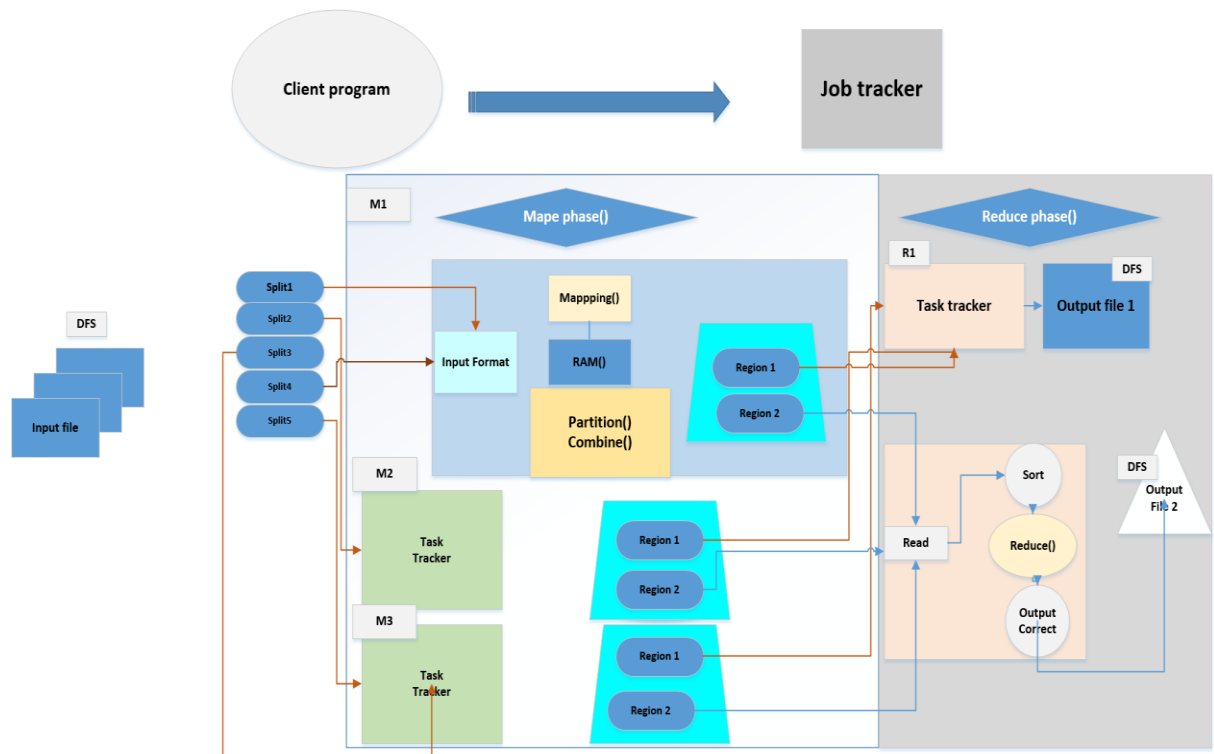 Client program
Job tracker
M1
Mape phase()
Reduce phase()
R1
DFS
Split1
Mappping()
Task tracker
Output file 1
Split2
DFS
Split3
Input Format
RAM()
Region 1
Split4
Region 2
Split5
Input file
Partition()
Combine()
M2
Sort
DFS
Output
File 2
Task
Tracker
Region 1
Read
Reduce()
Region 2
M3
Output
Correct
Region 1
Task
Tracker
Region 2